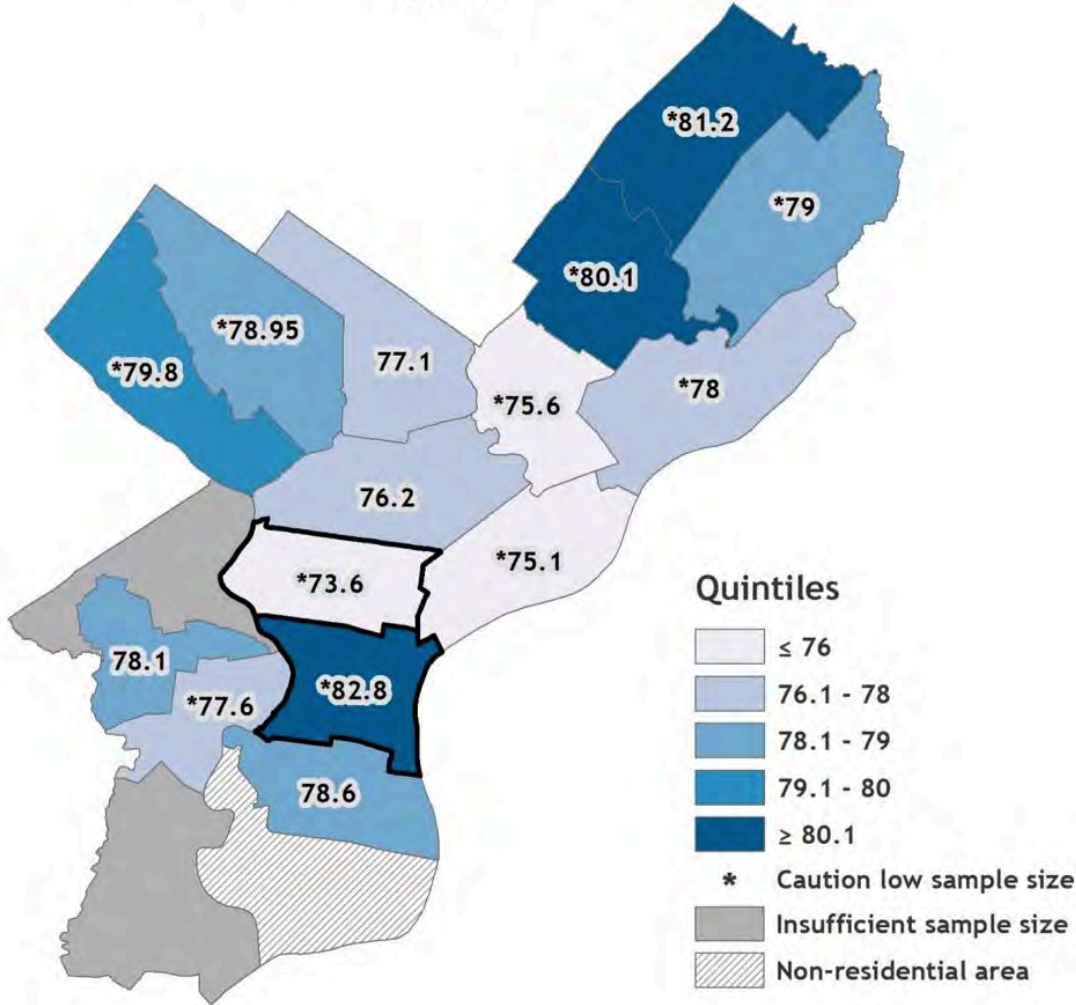 *81.2
*79
*80.1
*78.95
77.1
*79.8
*78
*75.6
76.2
*75.1
*73.6
78.1
*82.8
*77.6
78.6
Quintiles
≤ 76
76.1 - 78
78.1 - 79
79.1 - 80
≥ 80.1
* Caution low sample size
Insufficient sample size
Non-residential area